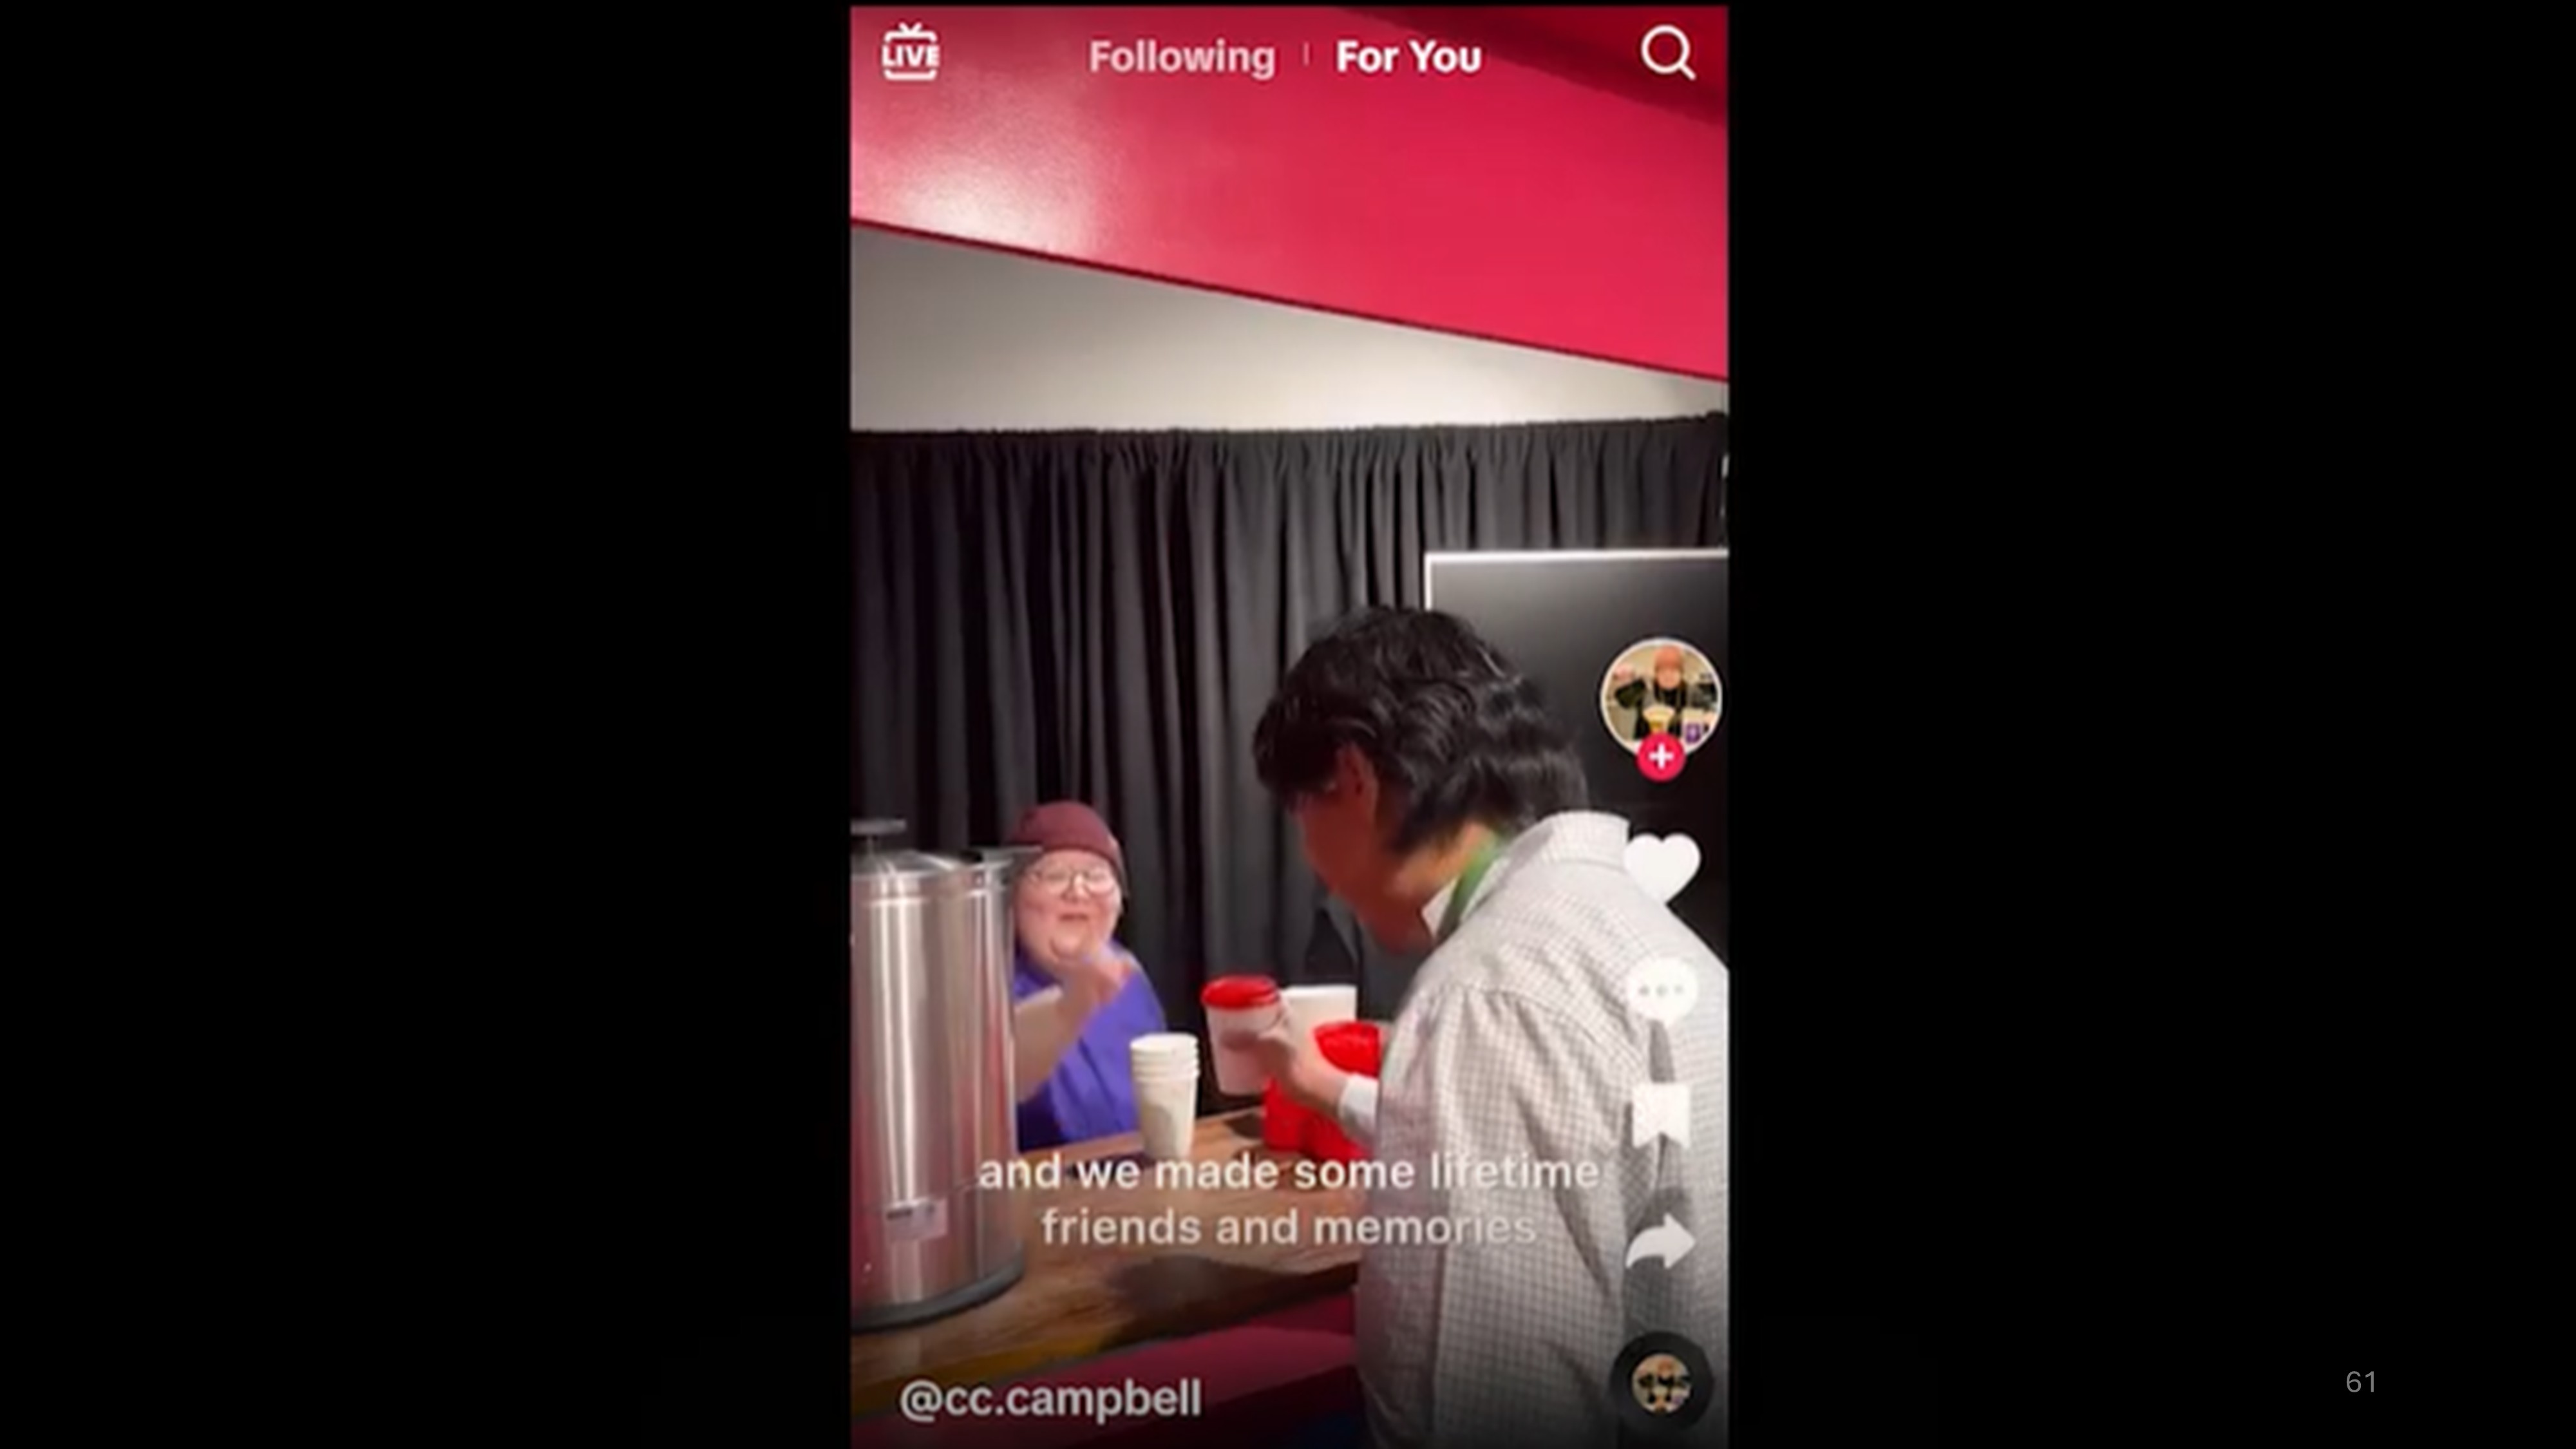 LIVE
Following | For You
and we made some lifetime
friends and memories
@cc.campbell
61